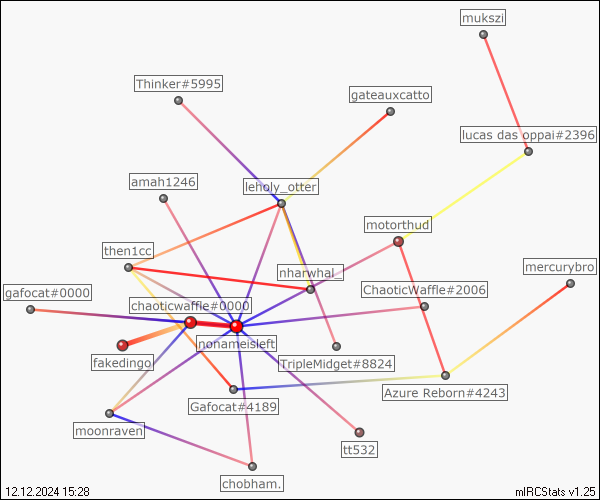 mukszi
Thinker#5995
gateauxcatto
lucas das oppai#2396
amah1246
leholy_otter
motorthud
then1cc
nharwhal_
mercurybro
gafocat#0000
ChaoticWaffle#2006
chaoticwaffle#0000
nonameisleft
fakedingo
TripleMidget#8824
Azure Reborn#4243
Gafocat#4189
moonraven
tt532
chobham.
12.12.2024 15:28
mIRCStats v1.25